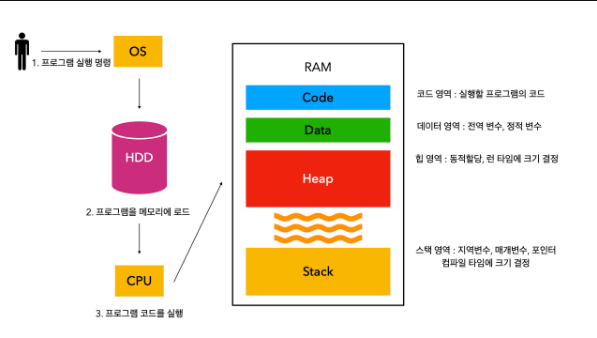 OS
1. 프로그램 실행 명령
HDD
2. 프로그램을 메모리에 로드
CPU
3. 프로그램 코드를 실행
RAM
Code
Data
Heap
Stack
코드 영역 : 실행할 프로그램의 코드
데이터 영역 : 전역 변수, 정적 변수
힙 영역 : 동적할당, 런 타임에 크기 결정
스택 영역 : 지역변수, 매개변수, 포인터
컴파일 타임에 크기 결정